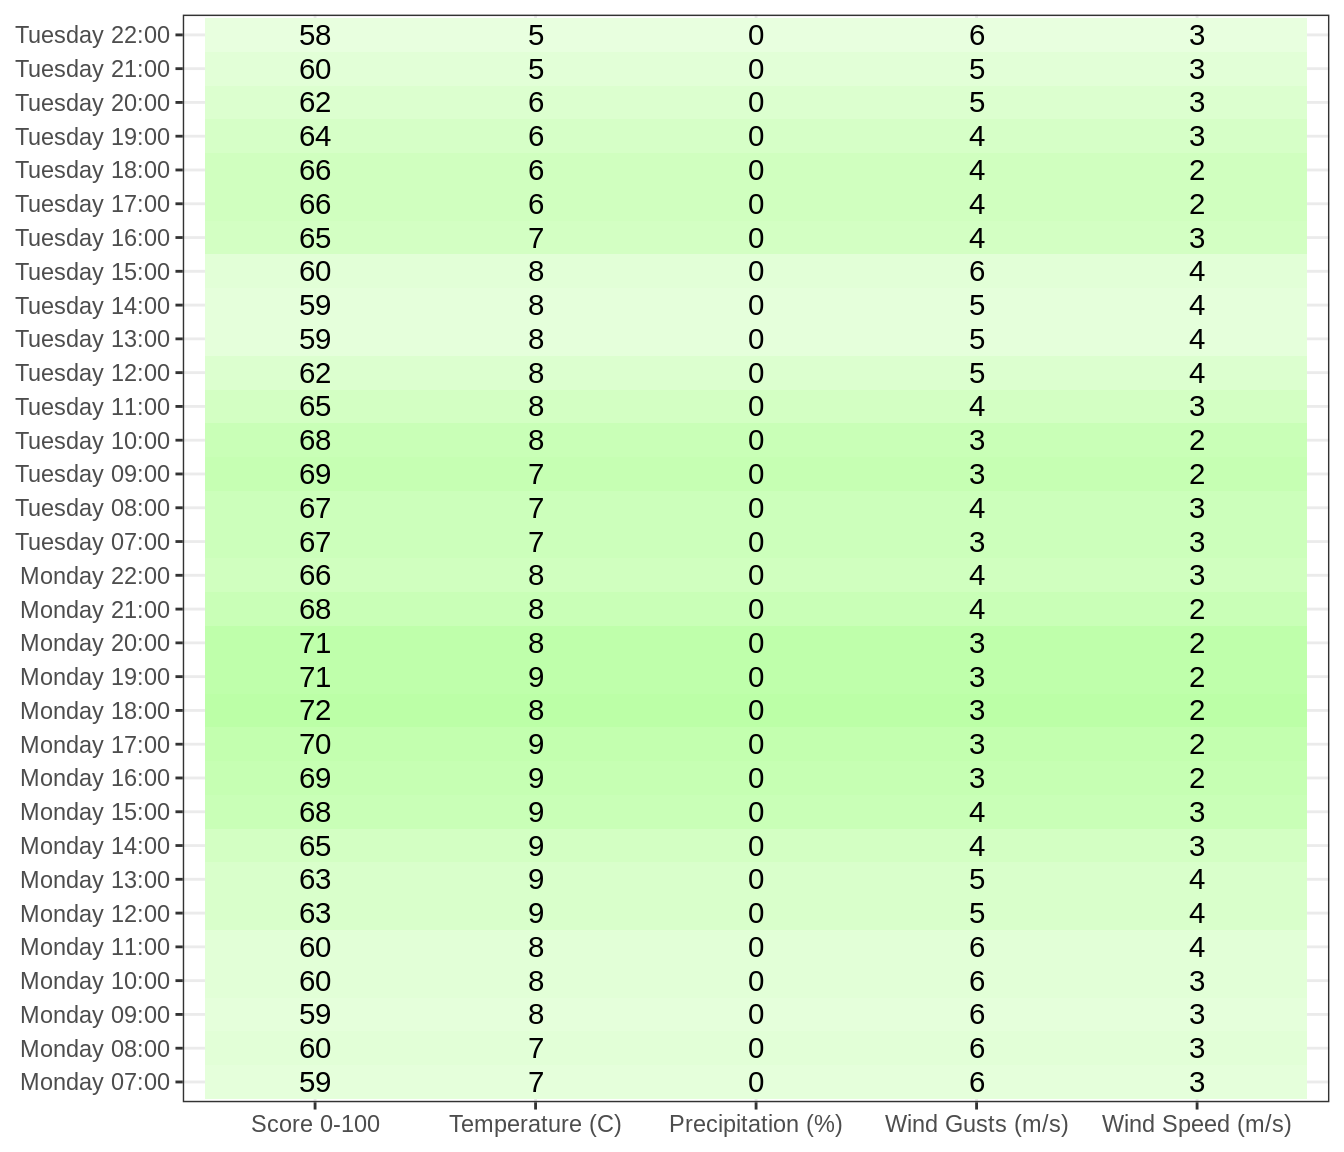 Tuesday 22:00 58 5 0 6 3
Tuesday 21:00 60 5 0 5 3
Tuesday 20:00 62 6 0 5 3
Tuesday 19:00 64 6 0 4 3
Tuesday 18:00 66 6 0 4 2
Tuesday 17:00 66 6 0 4 2
Tuesday 16:00 65 7 0 4 3
Tuesday 15:00 60 8 0 6 4
Tuesday 14:00 59 8 0 5 4
Tuesday 13:00 59 8 0 5 4
Tuesday 12:00 62 8 0 5 4
Tuesday 11:00 65 8 0 4 3
Tuesday 10:00 68 8 0 3 2
Tuesday 09:00 69 7 0 3 2
Tuesday 08:00 67 7 0 4 3
Tuesday 07:00 67 7 0 3 3
Monday 22:00 66 8 0 4 3
Monday 21:00 68 8 0 4 2
Monday 20:00 71 8 0 3 2
Monday 19:00 71 9 0 3 2
Monday 18:00 72 8 0 3 2
Monday 17:00 70 9 0 3 2
Monday 16:00 69 9 0 3 2
Monday 15:00 68 9 0 4 3
Monday 14:00 65 9 0 4 3
Monday 13:00 63 9 0 5 4
Monday 12:00 63 9 0 5 4
Monday 11:00 60 8 0 6 4
Monday 10:00 60 8 0 6 3
Monday 09:00 59 8 0 6 3
Monday 08:00 60 7 0 6 3
Monday 07:00 59 7 0 6 3
Score 0-100 Temperature (C) Precipitation (%) Wind Gusts (m/s) Wind Speed (m/s)